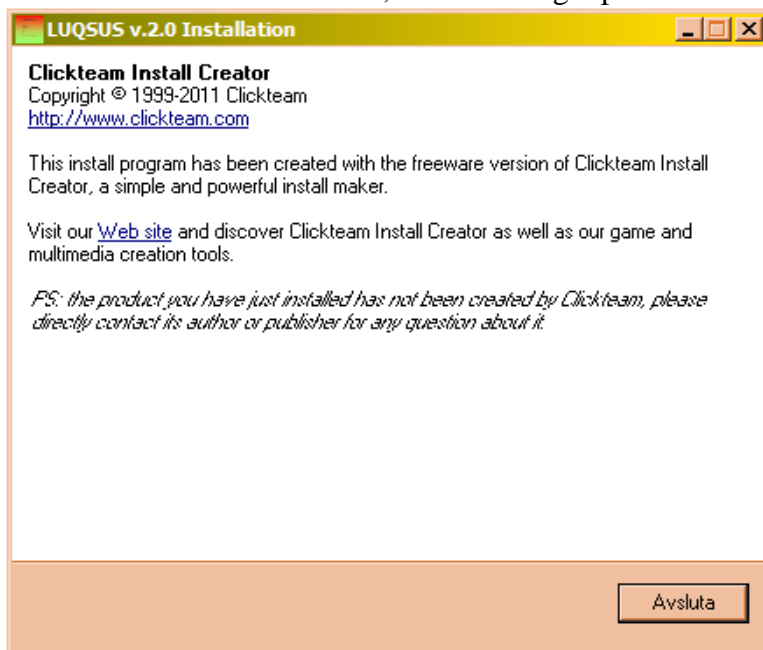 LUQSUS v.2.0 Installation
Clickteam Install Creator
Copyright © 1999-2011 Clickteam
http://www.clickteam.com
This install program has been created with the freeware version of Clickteam Install
Creator, a simple and powerful install maker.
Visit our Web site and discover Clickteam Install Creator as well as our game and
multimedia creation tools.
PS: the product you have just installed has not been created by Clickteam, please
directly contact its author or publisher for any question about it.
Avsluta